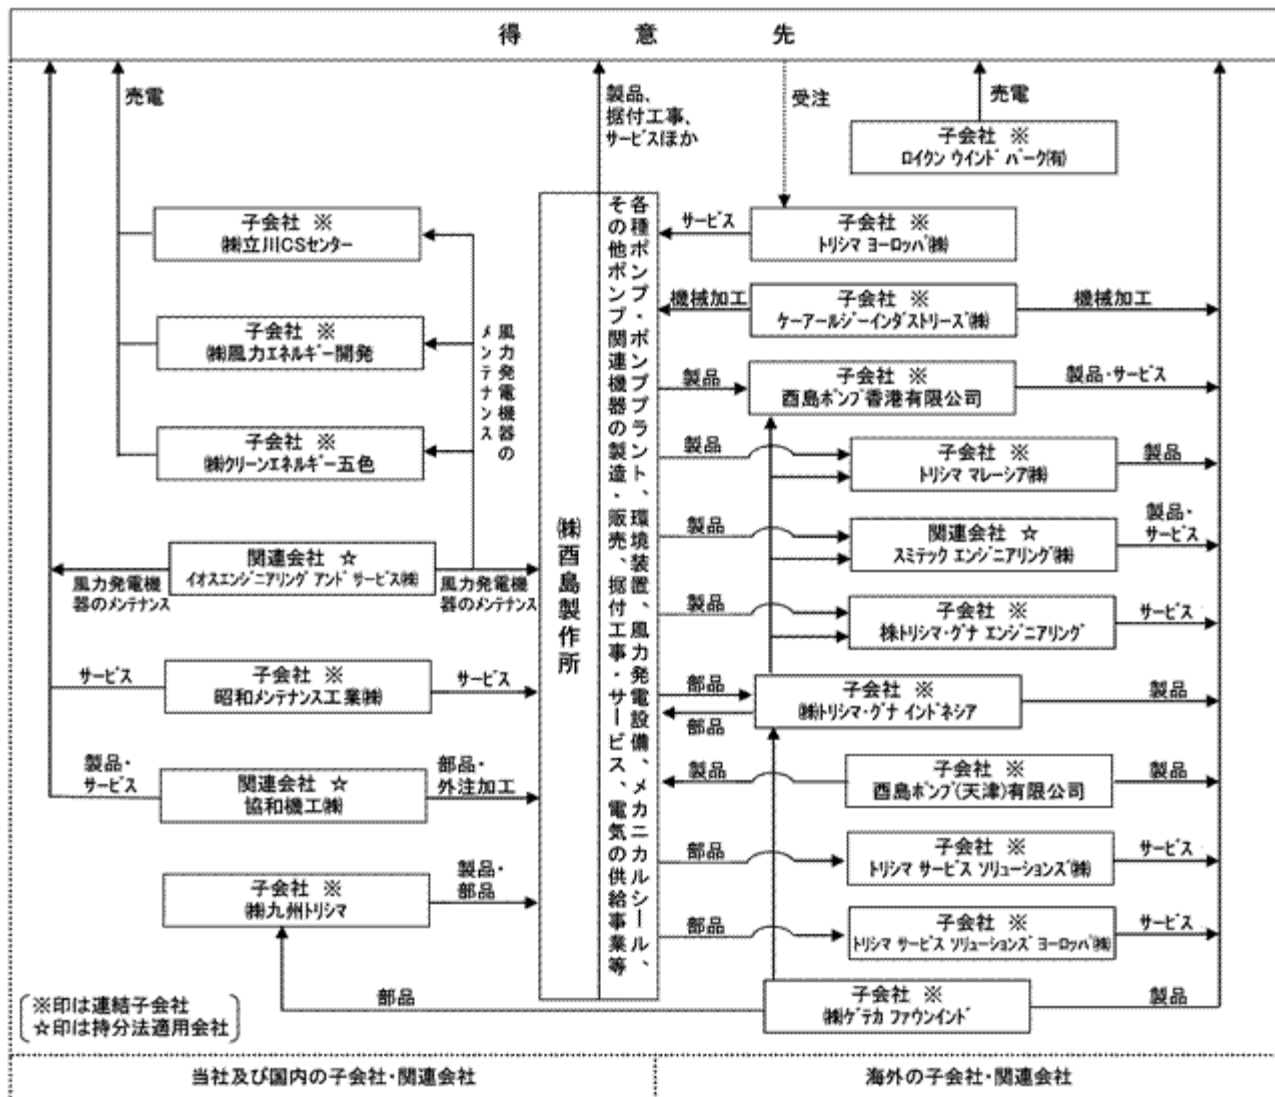 得意先
売電
製品、
据付工事、
サービスほか
受注
売電
子会社 ※
ロイクン ウインド パーク㈲
子会社 ※
㈱立川CSセンター
サービス
子会社 ※
トリシマ ヨーロッパ㈱
機械加工
子会社 ※
ケーアールジーインダストリーズ㈱
機械加工
子会社 ※
㈱風力エネルギー開発
風力発電機器の
メンテナンス
製品
子会社 ※
酉島ポンプ香港有限公司
製品・サービス
子会社 ※
㈱クリーンエネルギー五色
製品
子会社 ※
トリシマ マレーシア㈱
製品
㈱酉島製作所
各種ポンプ・ポンププラント、環境装置、風力発電設備、メカニカルシール、
その他ポンプ関連機器の製造・販売、据付工事・サービス、電気の供給事業等
製品
関連会社 ☆
スミテック エンジニアリング㈱
製品・
サービス
関連会社 ☆
イオスエンジニアリング アンド サービス㈱
風力発電機
器のメンテナンス
風力発電機
器のメンテナンス
製品
子会社 ※
㈱トリシマ・グナ エンジニアリング
サービス
サービス
子会社 ※
昭和メンテナンス工業㈱
サービス
部品
部品
子会社 ※
㈱トリシマ・グナ インドネシア
製品
製品・
サービス
関連会社 ☆
協和機工㈱
部品・
外注加工
製品
子会社 ※
酉島ポンプ(天津)有限公司
製品
部品
子会社 ※
トリシマ サービス ソリューションズ㈱
サービス
子会社 ※
㈱九州トリシマ
製品・
部品
部品
子会社 ※
トリシマ サービス ソリューションズ ヨーロッパ㈱
サービス
部品
子会社 ※
㈱ゲテカ ファウンインド
製品
※印は連結子会社
☆印は持分法適用会社
当社及び国内の子会社・関連会社
海外の子会社・関連会社